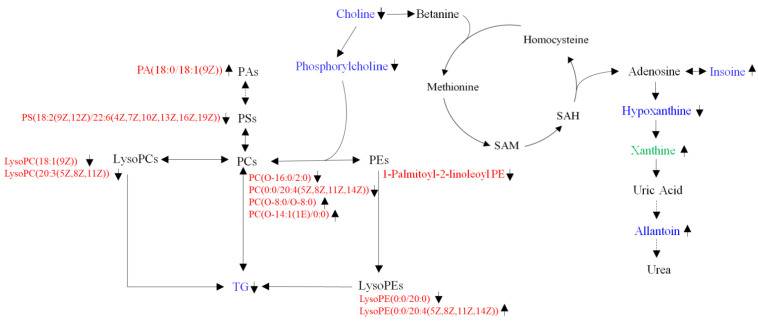 Choline
Betanine
Homocysteine
PA(18:0/18:1(9Z))
PAs
Phosphorylcholine
Methionine
Adenosine
Insoine
PS(18:2(9Z,12Z)/22:6(4Z,7Z,10Z,13Z,16Z,19Z))
PSs
SAH
Hypoxanthine
SAM
Xanthine
LysoPC(18:1(9Z))
LysoPC(20:3(5Z,8Z,11Z))
LysoPCs
PCs
PEs
PC(O-16:0/2:0)
PC(0:0/20:4(5Z,8Z,11Z,14Z))
PC(O-8:0/O-8:0)
PC(O-14:1(1E)/0:0)
1-Palmitoyl-2-linoleoylPE
Uric Acid
Allantoin
Urea
TG
LysoPEs
LysoPE(0:0/20:0)
LysoPE(0:0/20:4(5Z,8Z,11Z,14Z))